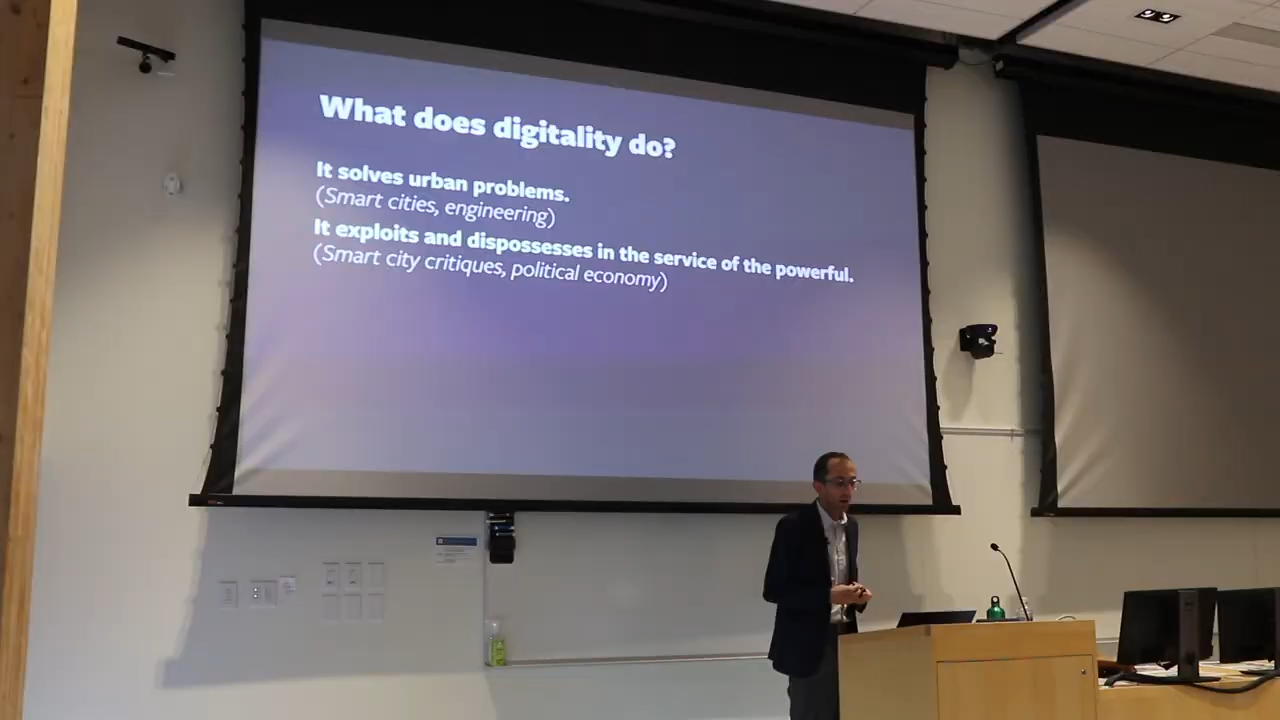 What does digitality do?
It solves urban problems.
(Smart cities, engineering)
It exploits and dispossesses in the service of the powerful.
(Smart city critiques, political economy)